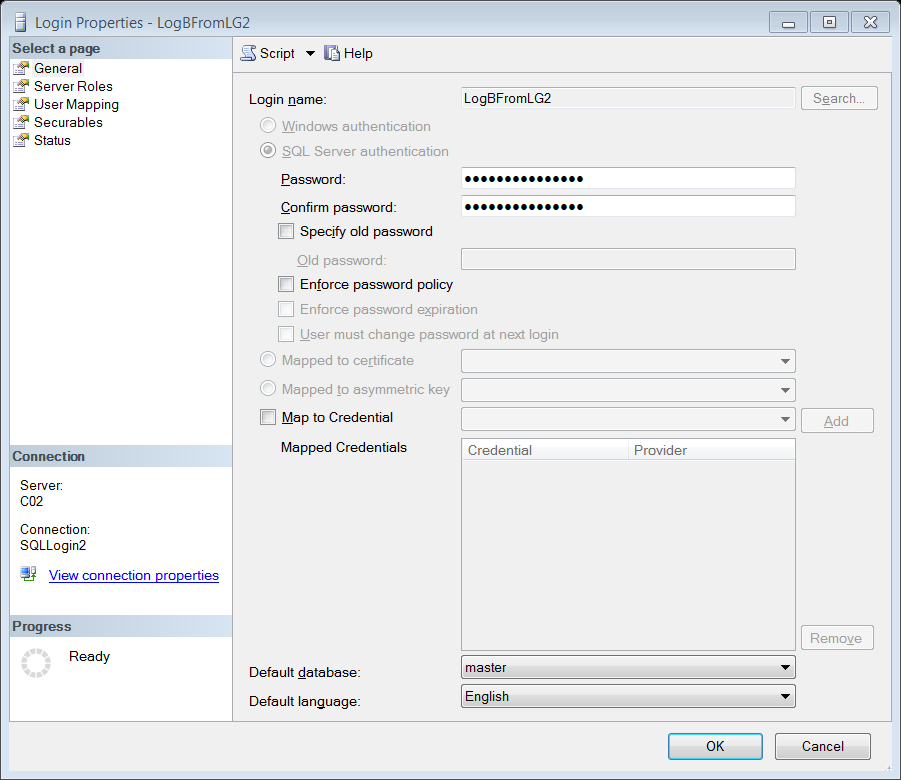 Login Properties - LogBFromLG2
Select a page
General
Server Roles
User Mapping
Securables
Status
Connection
Server:
C02
Connection:
SQLLogin2
View connection properties
Progress
Ready
Script Help
Login name: LogBFromLG2 Search...
Windows authentication
SQL Server authentication
Password: ●●●●●●●●●●●●●●●
Confirm password: ●●●●●●●●●●●●●●●
Specify old password
Old password:
Enforce password policy
Enforce password expiration
User must change password at next login
Mapped to certificate
Mapped to asymmetric key
Map to Credential Add
Mapped Credentials Credential Provider
Remove
Default database: master
Default language: English
OK Cancel